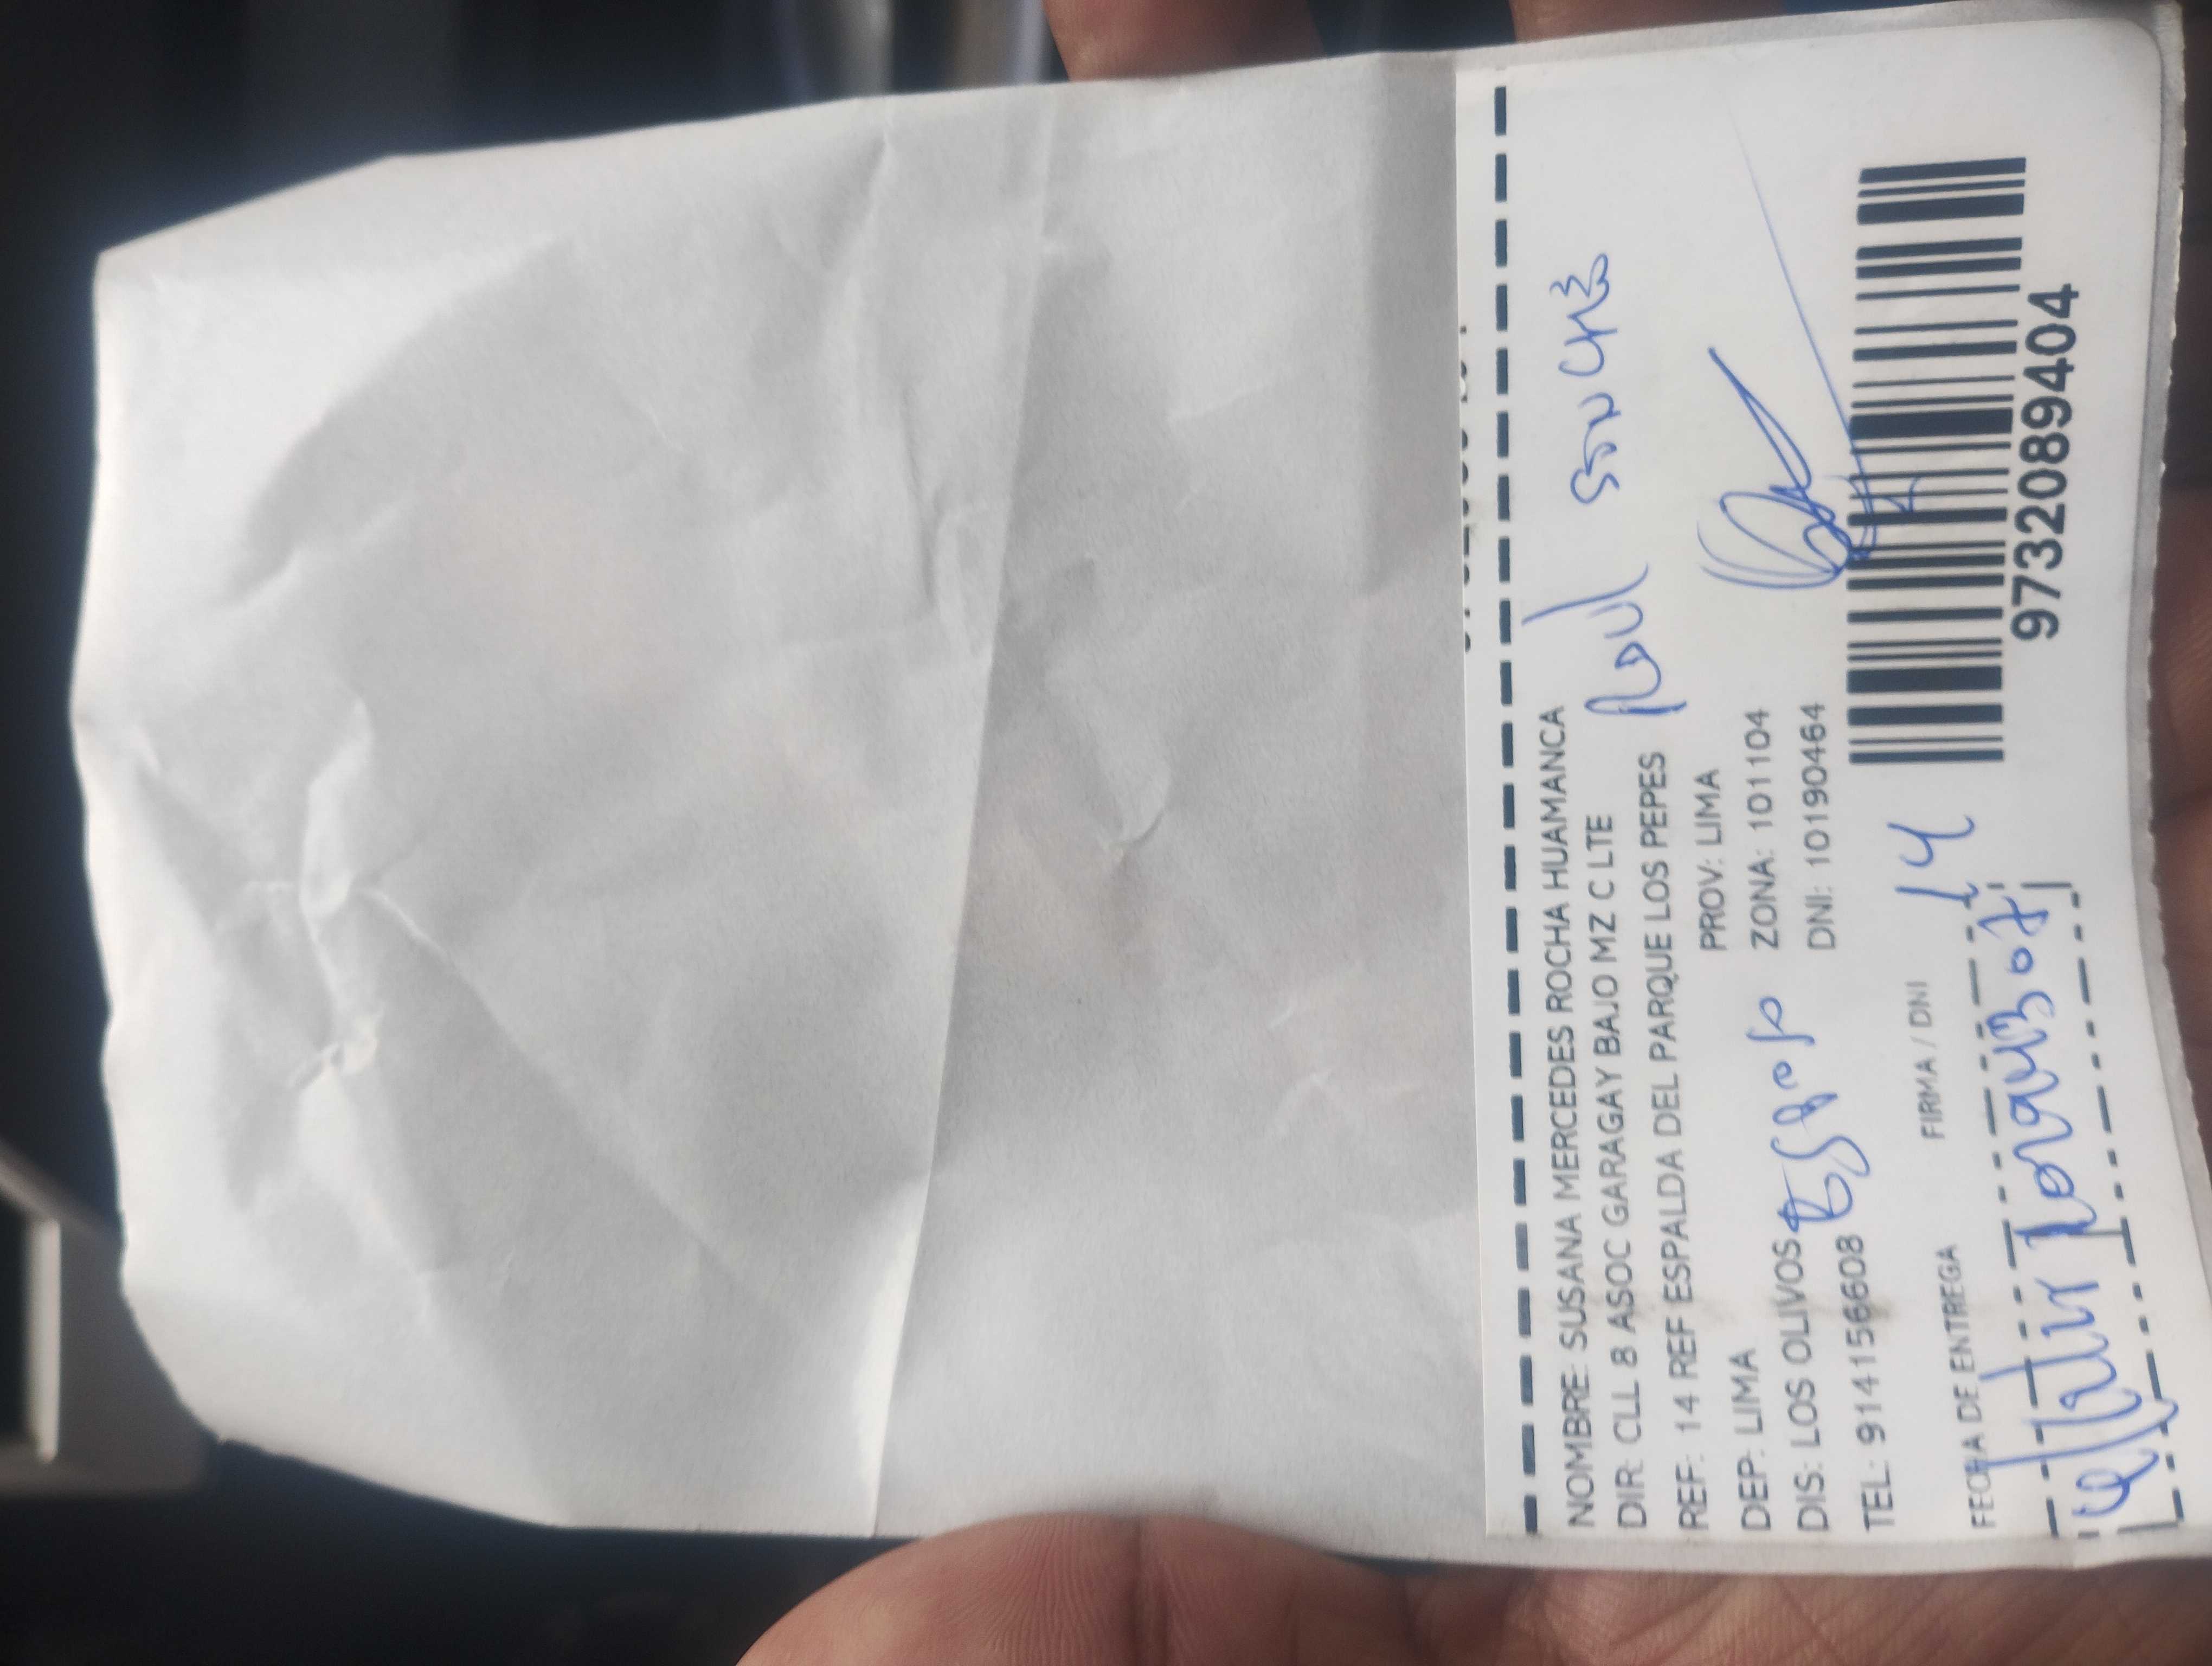 NOMBRE: SUSANA MERCEDES ROCHA HUAMANCA
DIR: CLL 8 ASOC GARAGAY BAJO MZ C LTE
REF: 14 REF ESPALDA DEL PARQUE LOS PEPES
DEP: LIMA PROV: LIMA
DIS: LOS OLIVOS ZONA: 101104
TEL: 9141566608 DNI: 10190464
FECHA DE ENTREGA FIRMA / DNI
14
9732089404